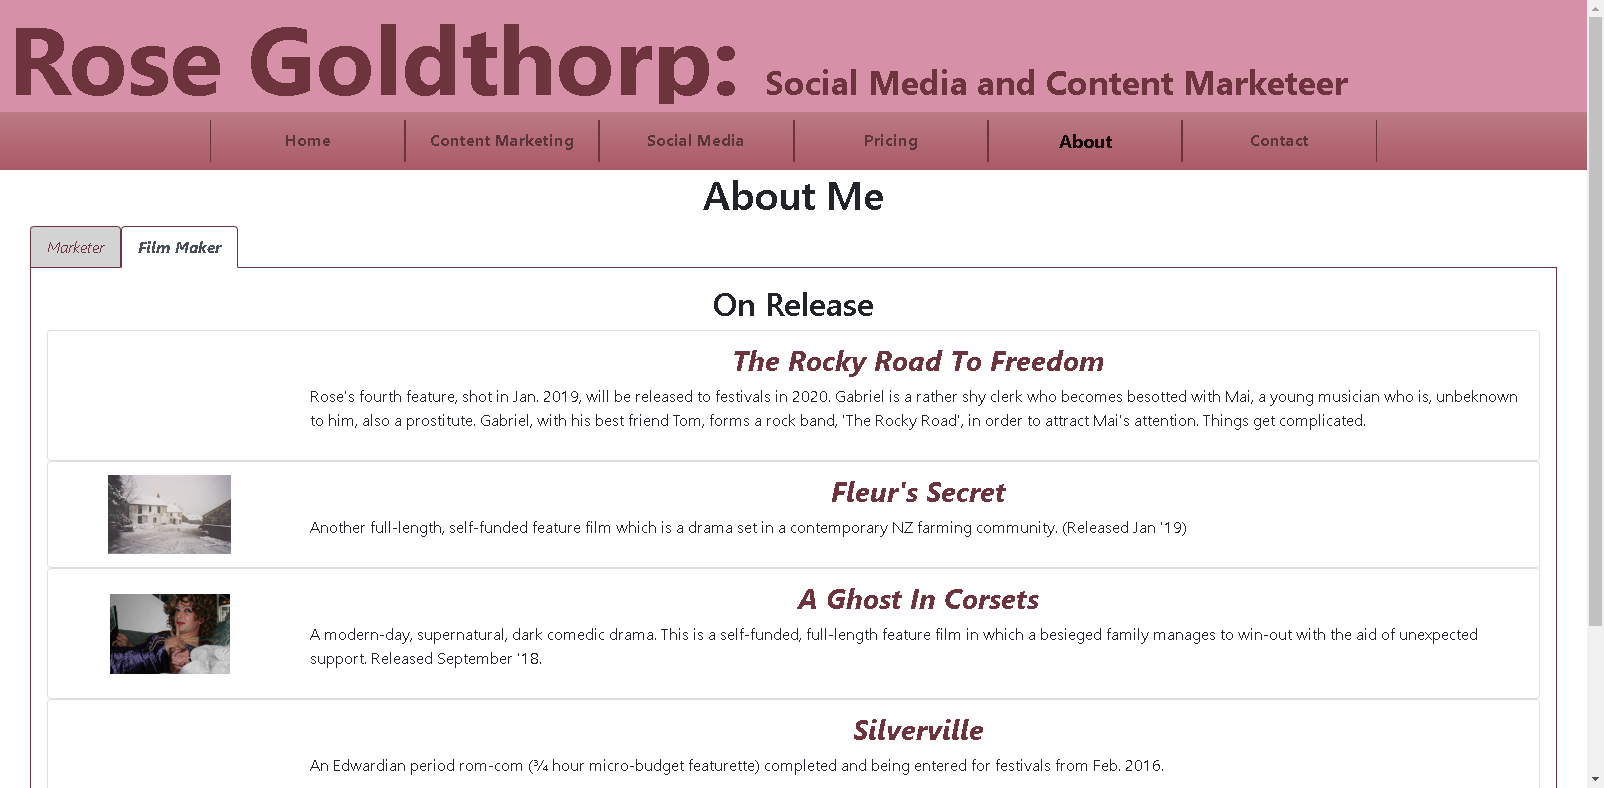 Rose Goldthorp: Social Media and Content Marketeer
Home Content Marketing Social Media Pricing About Contact
About Me
Marketer Film Maker
On Release
The Rocky Road To Freedom
Rose's fourth feature, shot in Jan. 2019, will be released to festivals in 2020. Gabriel is a rather shy clerk who becomes besotted with Mai, a young musician who is, unbeknown
to him, also a prostitute. Gabriel, with his best friend Tom, forms a rock band, 'The Rocky Road', in order to attract Mai's attention. Things get complicated.
Fleur's Secret
Another full-length, self-funded feature film which is a drama set in a contemporary NZ farming community. (Released Jan '19)
A Ghost In Corsets
A modern-day, supernatural, dark comedic drama. This is a self-funded, full-length feature film in which a besieged family manages to win-out with the aid of unexpected
support. Released September '18.
Silverville
An Edwardian period rom-com (¾ hour micro-budget featurette) completed and being entered for festivals from Feb. 2016.